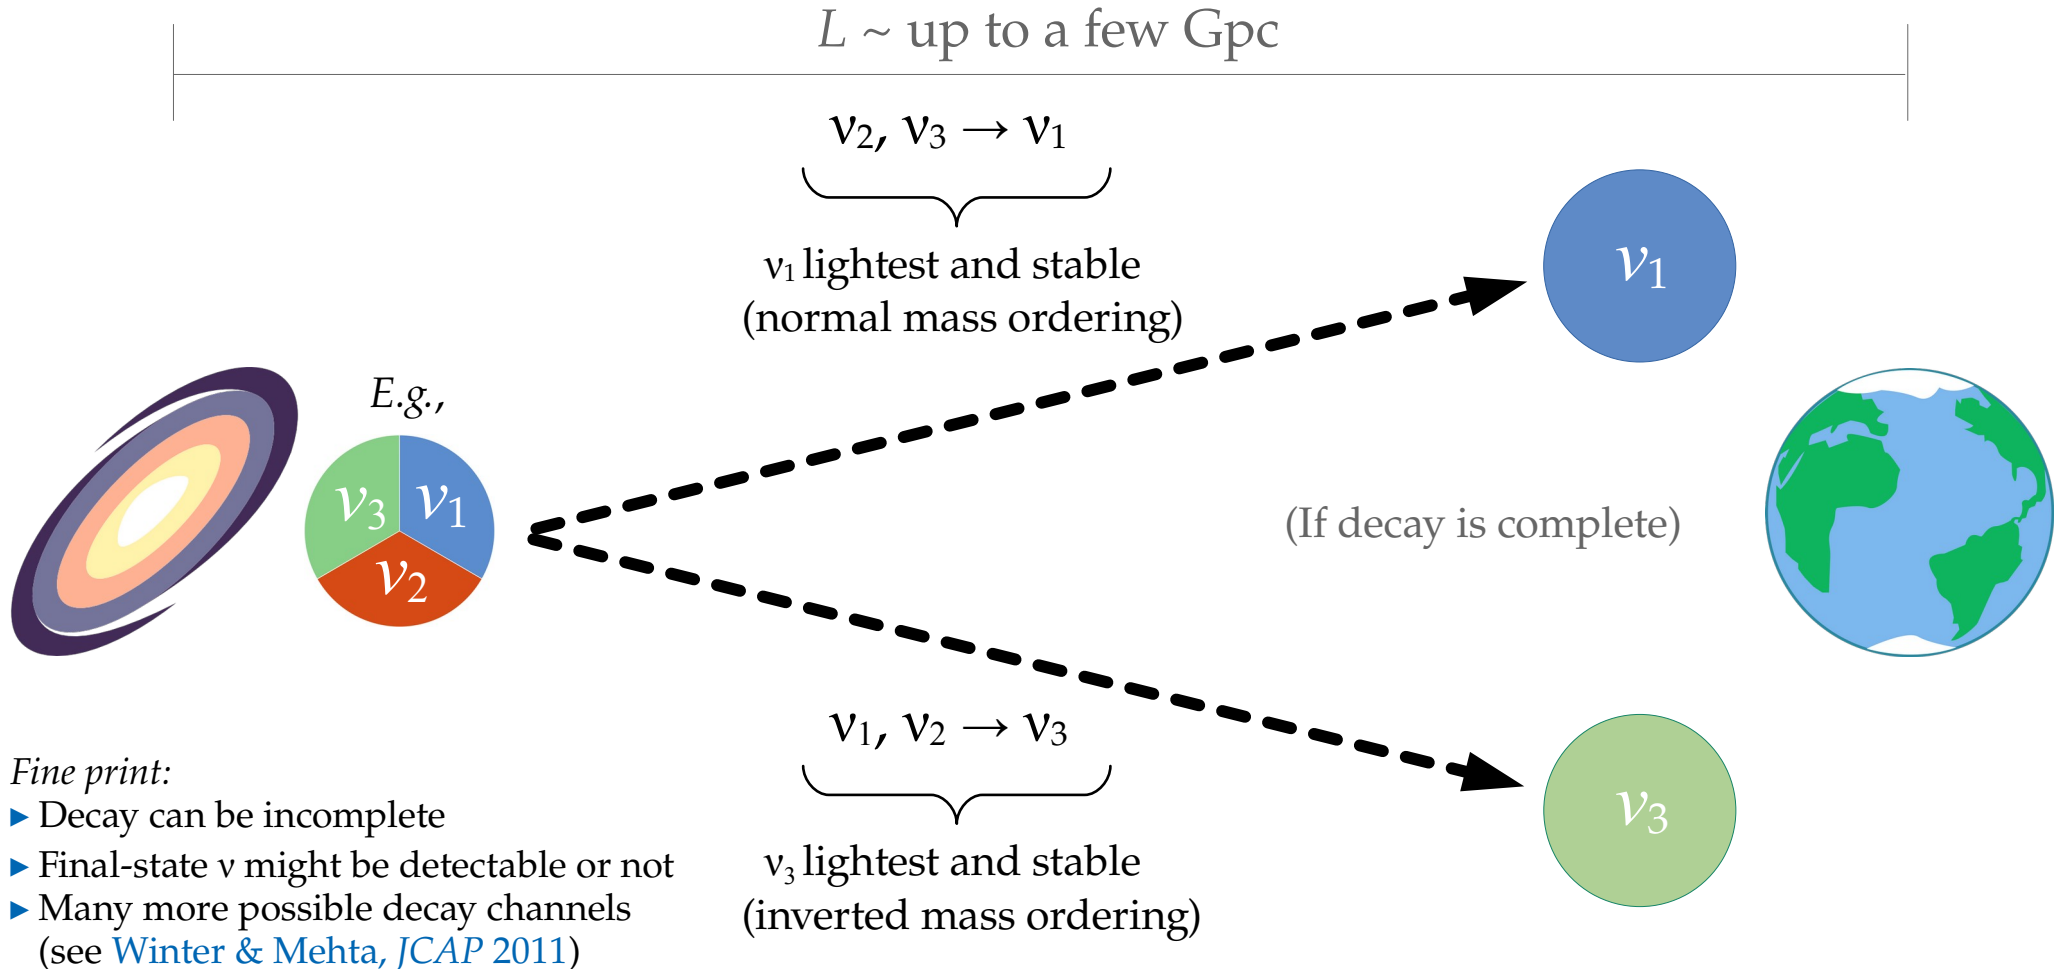 L ~ up to a few Gpc
ν₂, ν₃ → ν₁
ν₁ lightest and stable
(normal mass ordering)
ν₁
E.g.,
ν₃ ν₁
ν₂
(If decay is complete)
ν₁, ν₂ → ν₃
ν₃ lightest and stable
(inverted mass ordering)
ν₃
Fine print:
▸ Decay can be incomplete
▸ Final-state ν might be detectable or not
▸ Many more possible decay channels
(see Winter & Mehta, JCAP 2011)